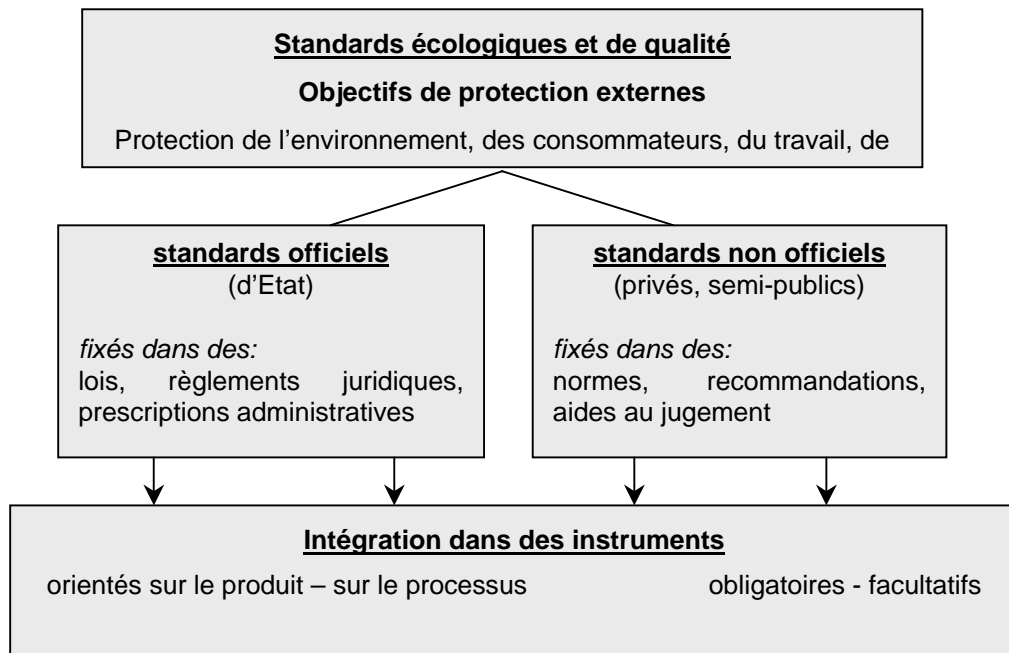 Standards écologiques et de qualité
Objectifs de protection externes
Protection de l’environnement, des consommateurs, du travail, de
standards officiels
(d’Etat)
fixés dans des:
lois, règlements juridiques,
prescriptions administratives
standards non officiels
(privés, semi-publics)
fixés dans des:
normes, recommandations,
aides au jugement
Intégration dans des instruments
orientés sur le produit – sur le processus obligatoires - facultatifs